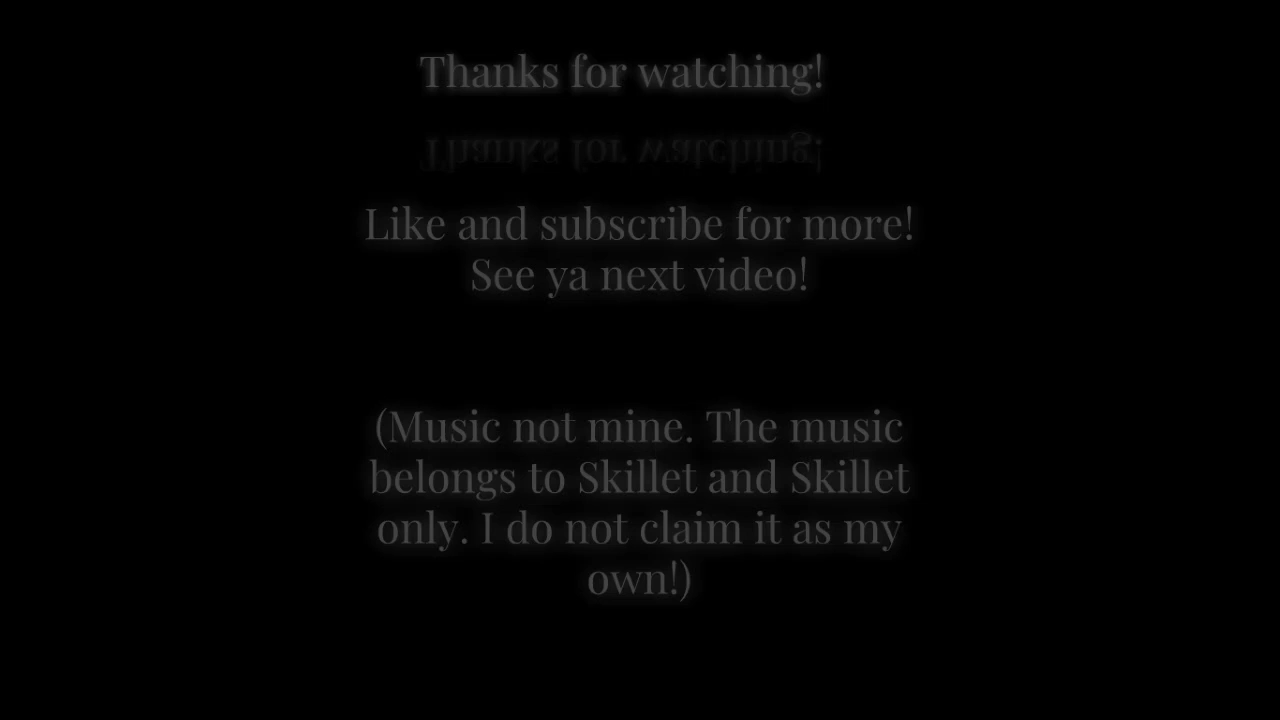 Thanks for watching!
Like and subscribe for more!
See ya next video!
(Music not mine. The music
belongs to Skillet and Skillet
only. I do not claim it as my
own!)